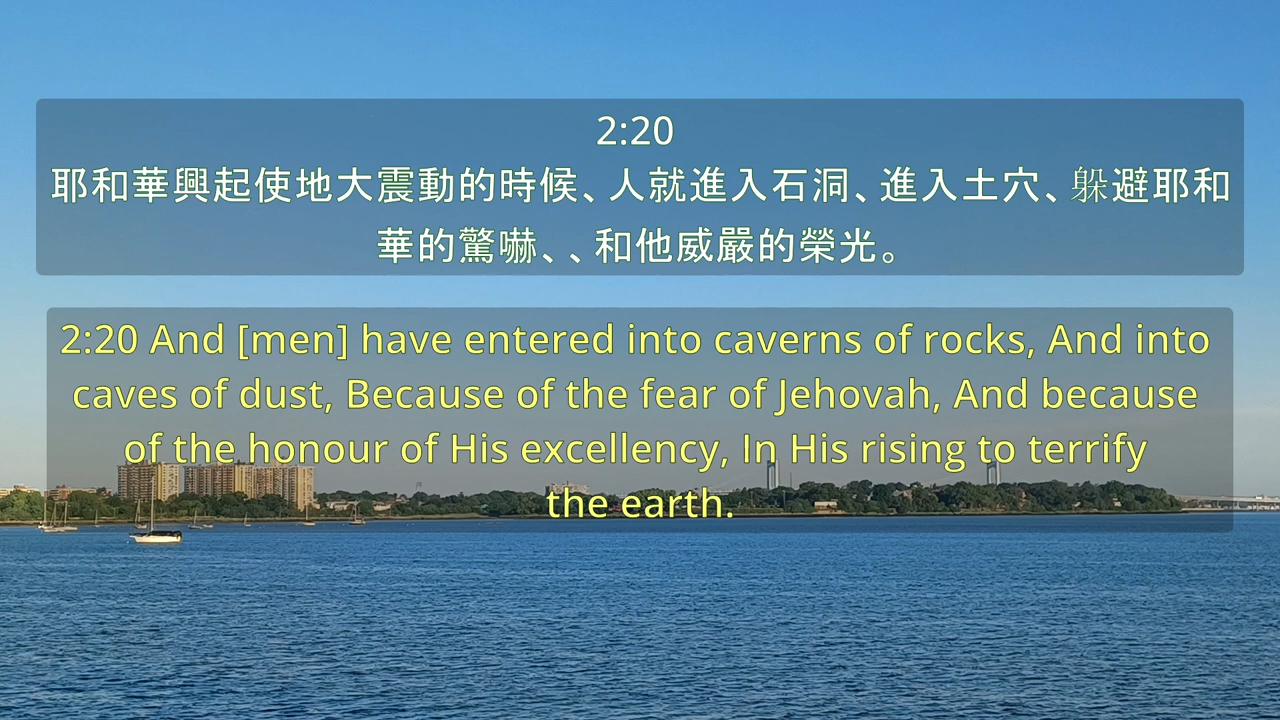 2:20
耶和華興起使地大震動的時候、人就進入石洞、進入土穴、躲避耶和
華的驚嚇、、和他威嚴的榮光。
2:20 And [men] have entered into caverns of rocks, And into
caves of dust, Because of the fear of Jehovah, And because
of the honour of His excellency, In His rising to terrify
the earth.